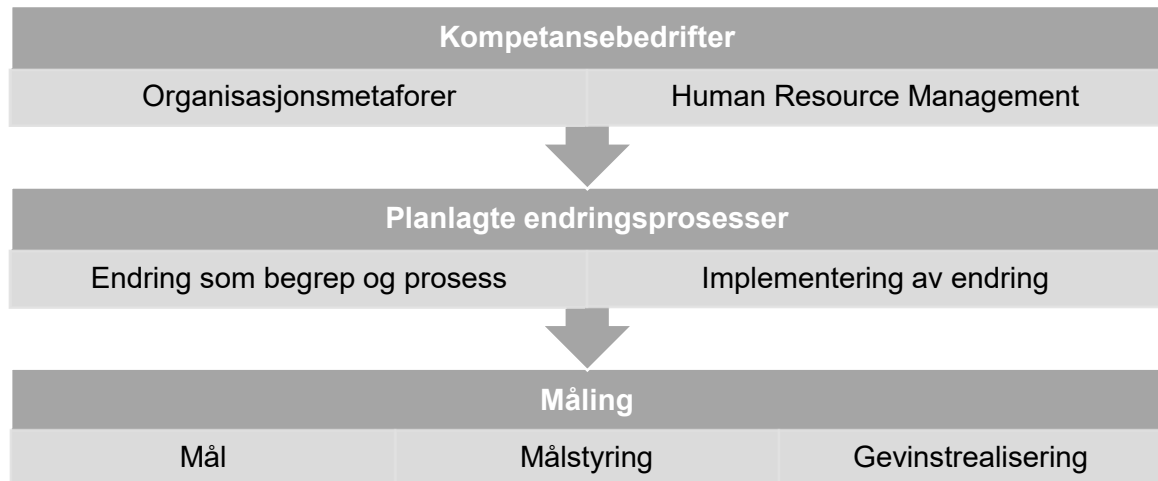 Kompetansebedrifter
Organisasjonsmetaforer
Human Resource Management
Planlagte endringsprosesser
Endring som begrep og prosess
Implementering av endring
Måling
Mål
Målstyring
Gevinstrealisering